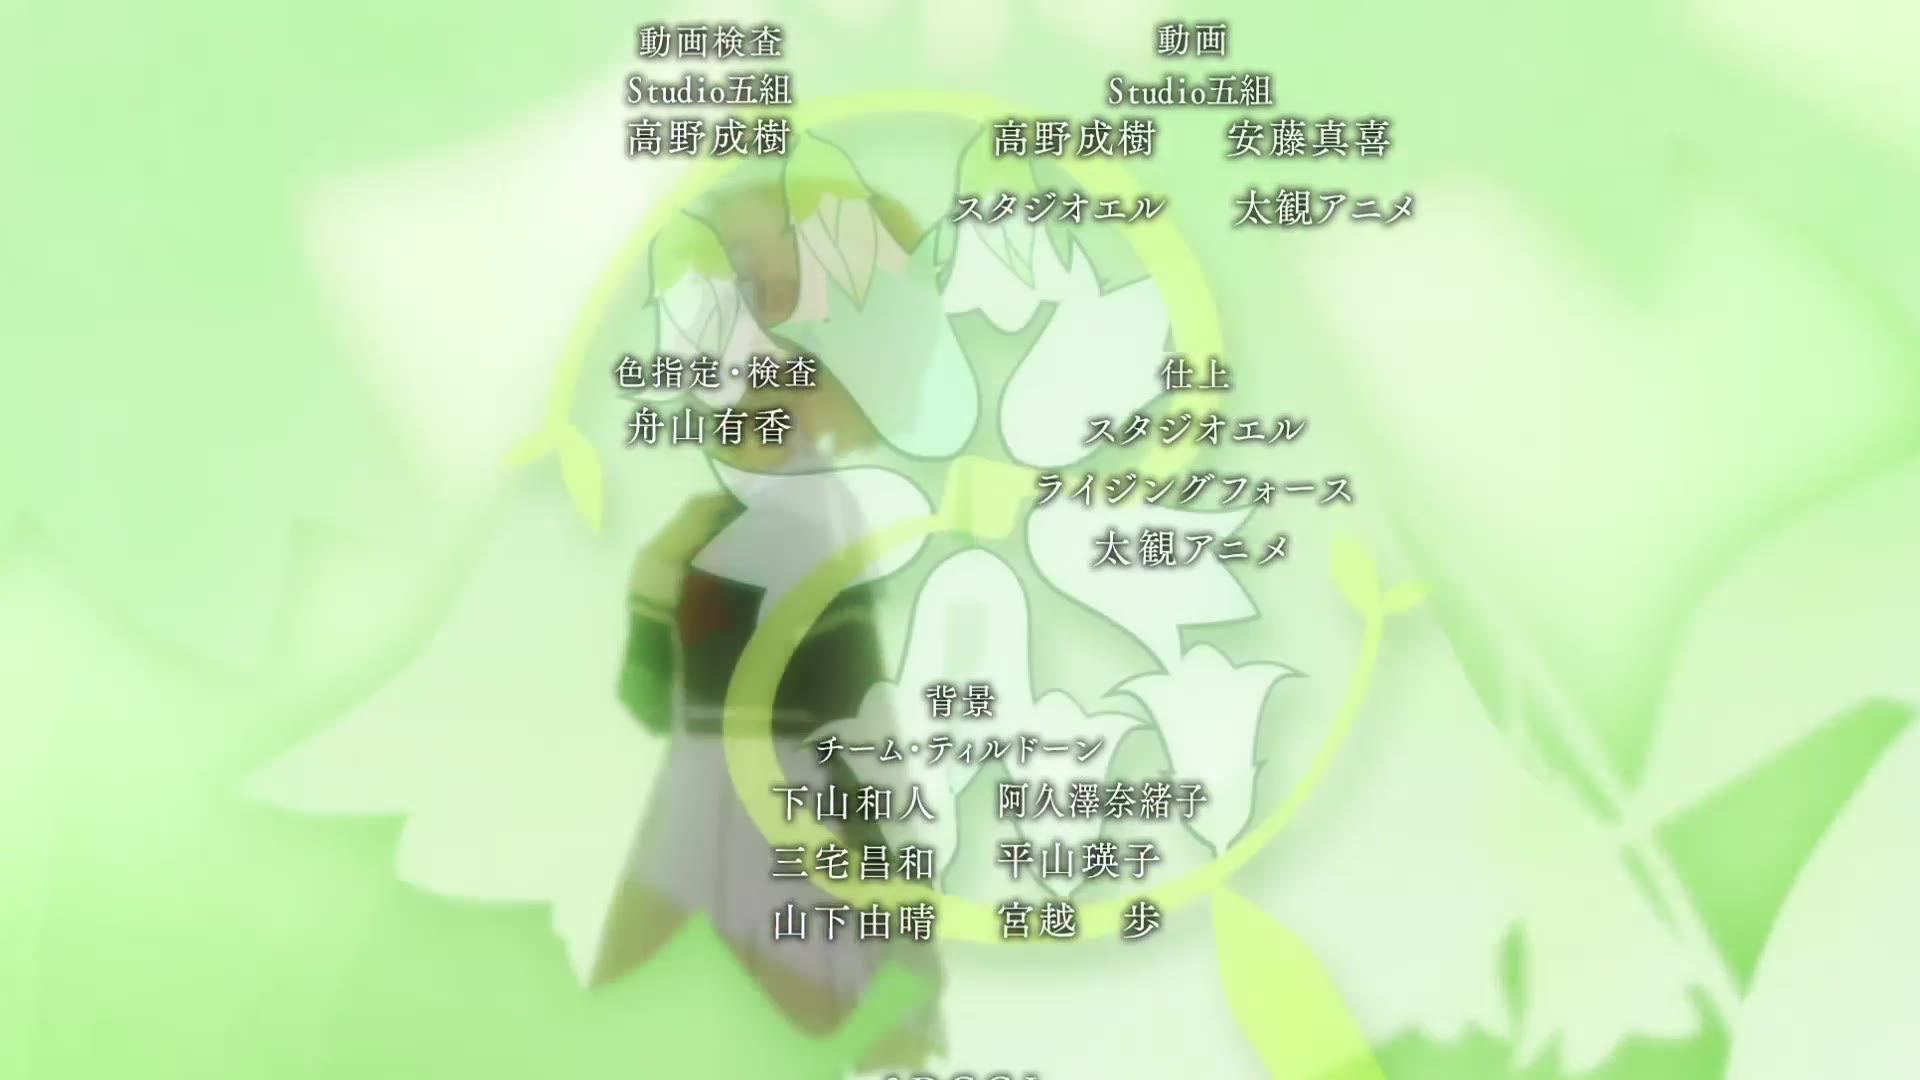 動画検査
Studio五組
高野成樹
動画
Studio五組
高野成樹 安藤真喜
スタジオエル 太観アニメ
色指定・検査
舟山有香
仕上
スタジオエル
ライジングフォース
太観アニメ
背景
チーム・ティルドーン
下山和人 阿久澤奈緒子
三宅昌和 平山瑛子
山下由晴 宮越 歩